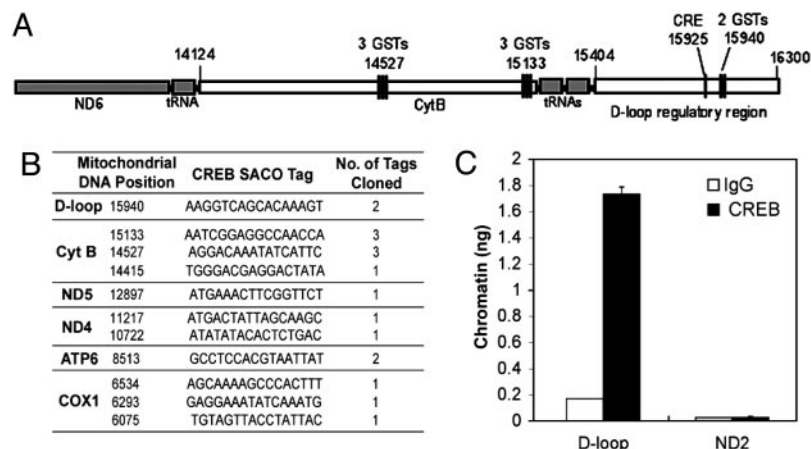 A
3 GSTs 3 GSTs CRE 2 GSTs
14124 14527 15133 15404 15925 15940 16300
ND6 tRNA CytB tRNAs D-loop regulatory region
B
Mitochondrial DNA Position CREB SACO Tag No. of Tags Cloned
D-loop 15940 AAGGTCAGCACAAAGT 2
Cyt B
15133 AATCGGAGGCCAACCA 3
14527 AGGACAAATATCATTC 3
14415 TGGGACGAGGACTATA 1
ND5 12897 ATGAAACTTCGGTTCT 1
ND4
11217 ATGACTATTAGCAAGC 1
10722 ATATATACACTCTGAC 1
ATP6 8513 GCCTCCACGTAATTAT 2
COX1
6534 AGCAAAAGCCCACTTT 1
6293 GAGGAAATATCAAATG 1
6075 TGTAGTTACCTATTAC 1
C
Chromatin (ng)
2
1.8
1.6
1.4
1.2
1
0.8
0.6
0.4
0.2
0
IgG
CREB
D-loop ND2